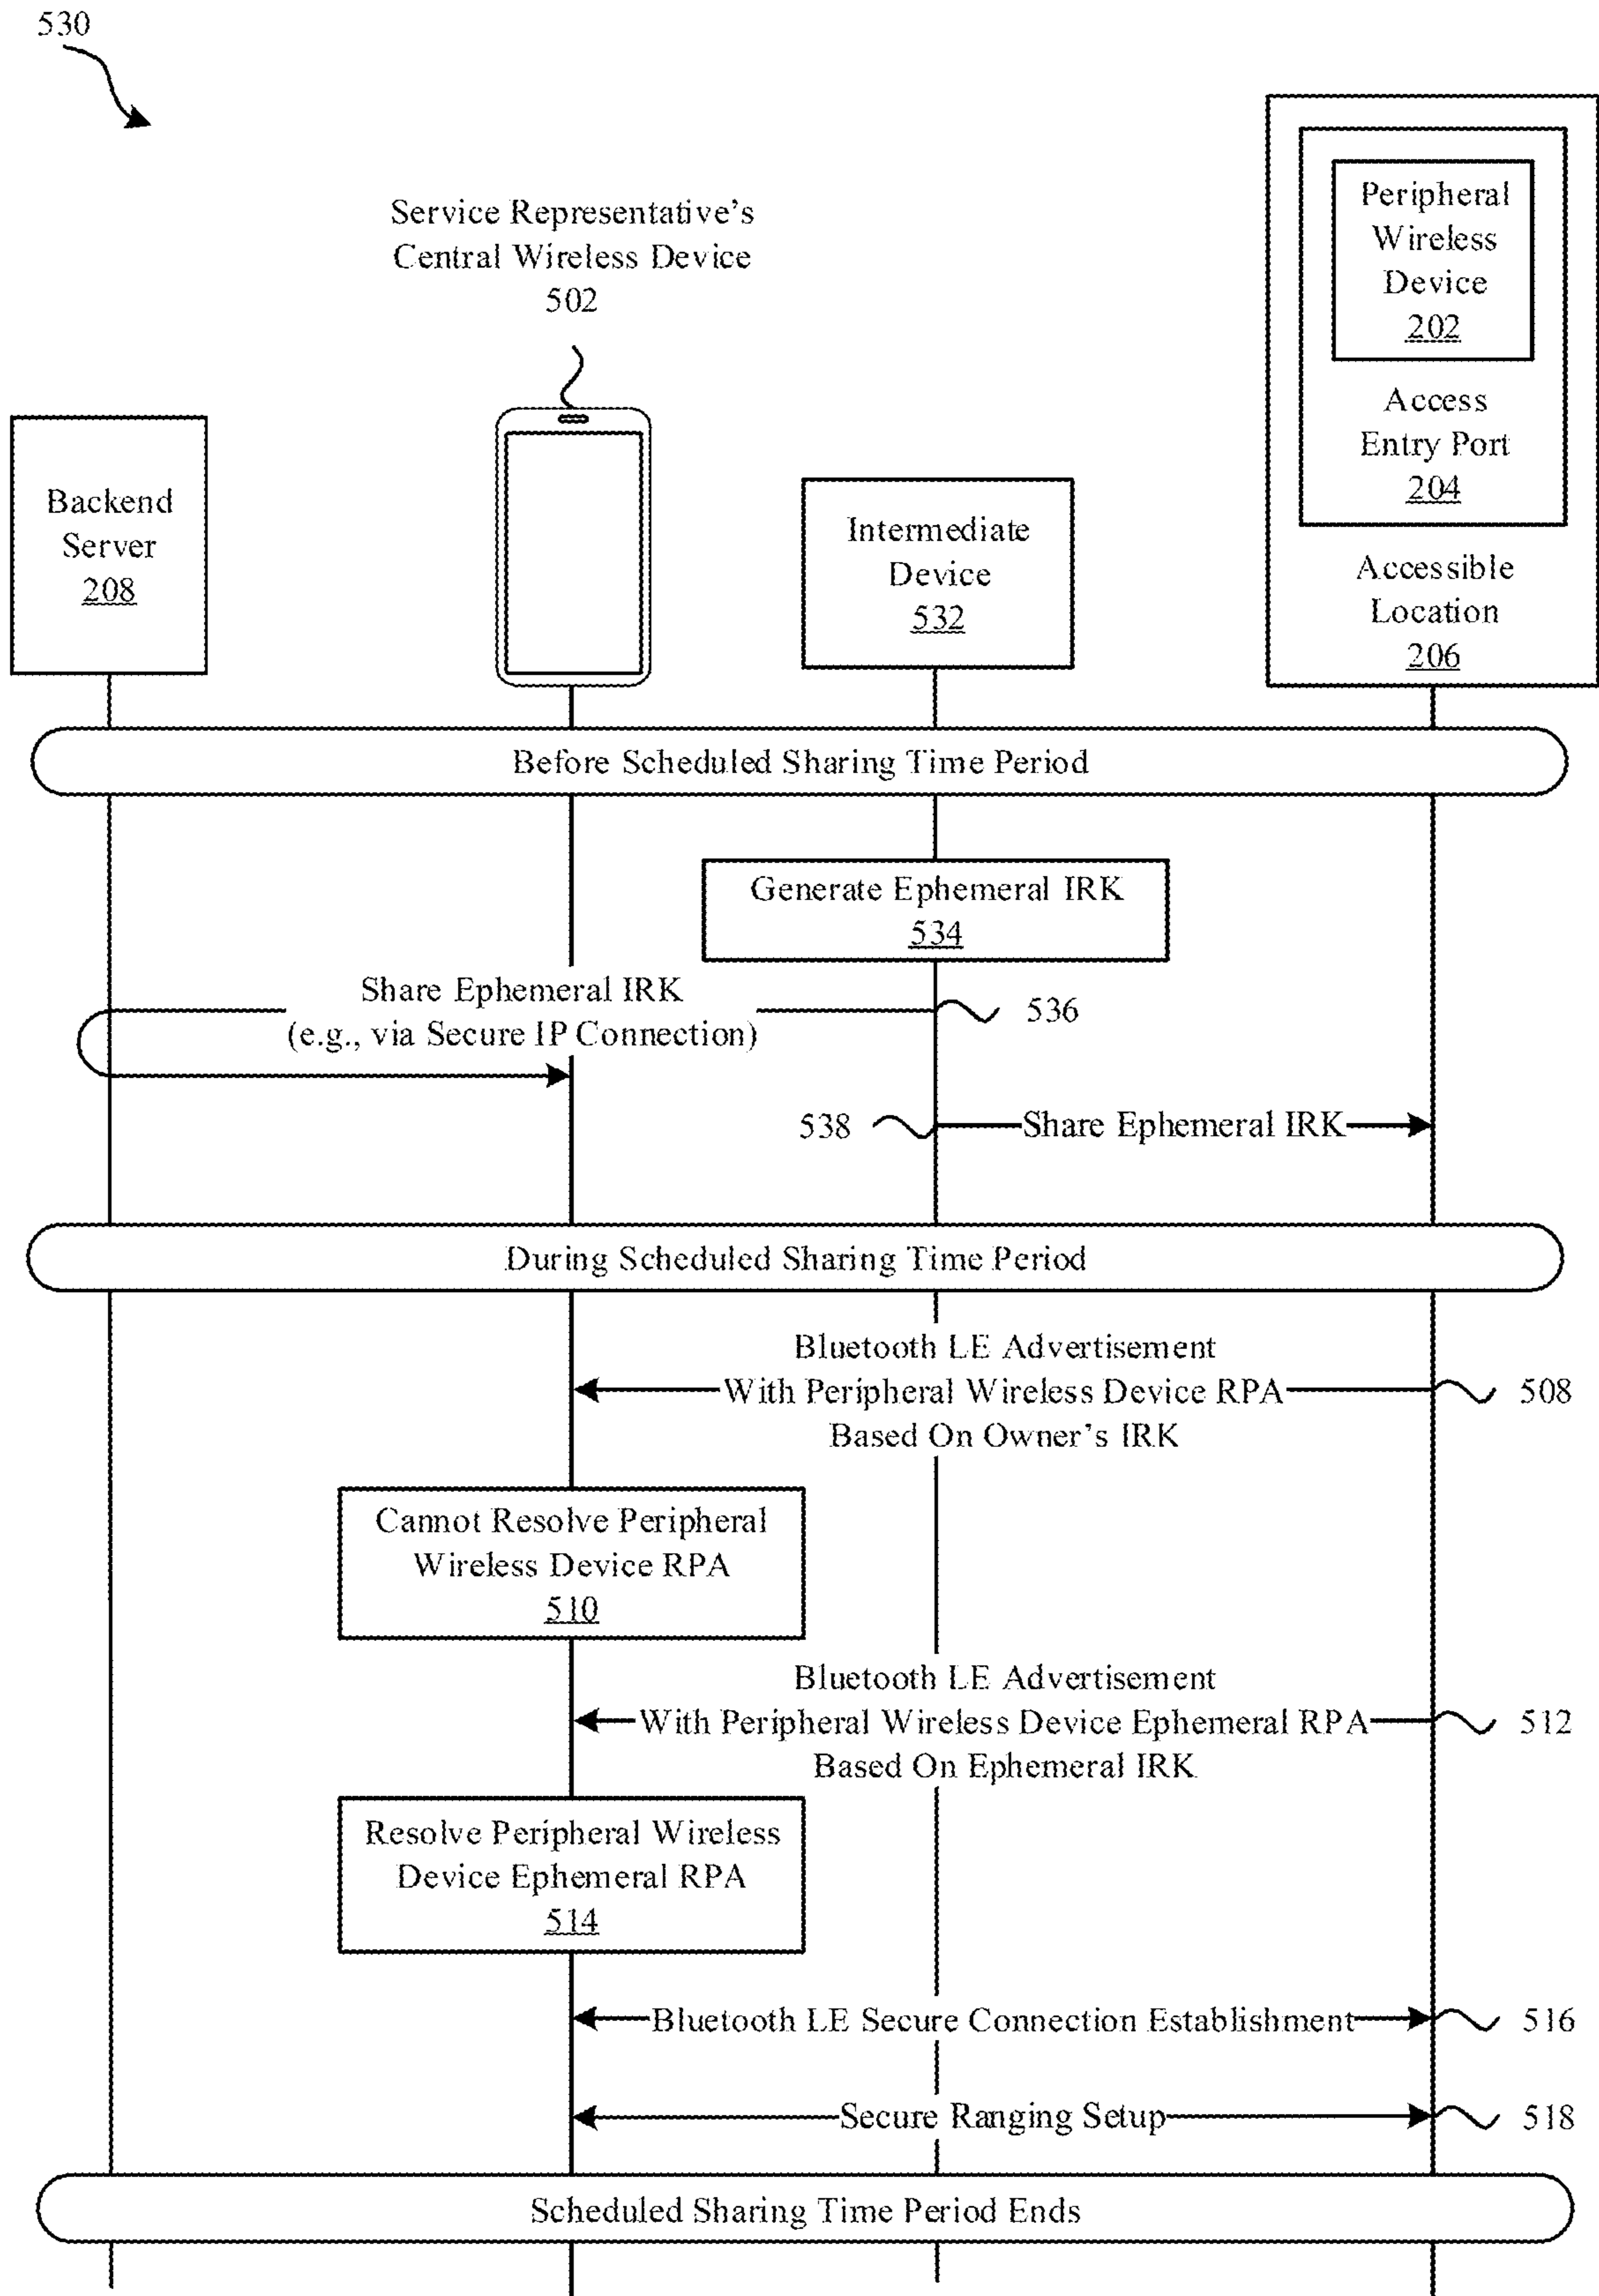 530
Service Representative's
Central Wireless Device
502
Peripheral
Wireless
Device
202
Access
Entry Port
204
Accessible
Location
206
Backend
Server
208
Intermediate
Device
532
Before Scheduled Sharing Time Period
Generate Ephemeral IRK
534
Share Ephemeral IRK
(e.g., via Secure IP Connection)
536
538
Share Ephemeral IRK
During Scheduled Sharing Time Period
Bluetooth LE Advertisement
With Peripheral Wireless Device RPA
Based On Owner's IRK
508
Cannot Resolve Peripheral
Wireless Device RPA
510
Bluetooth LE Advertisement
With Peripheral Wireless Device Ephemeral RPA
Based On Ephemeral IRK
512
Resolve Peripheral Wireless
Device Ephemeral RPA
514
Bluetooth LE Secure Connection Establishment
516
Secure Ranging Setup
518
Scheduled Sharing Time Period Ends